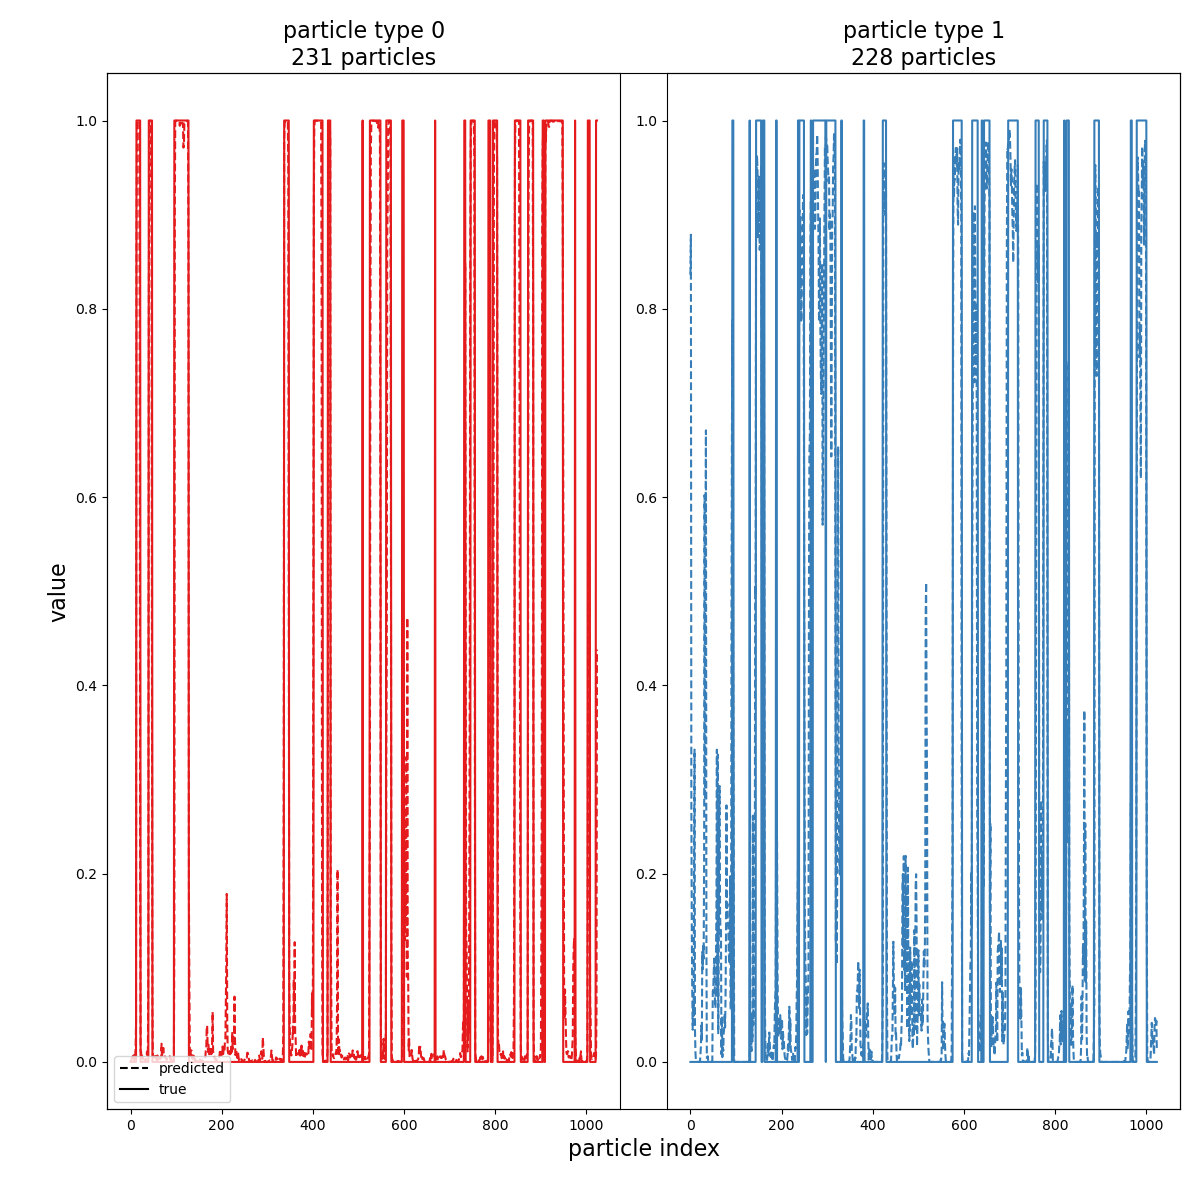 particle type 0
231 particles
particle type 1
228 particles
1.0
0.8
0.6
0.4
0.2
0.0
1.0
0.8
0.6
0.4
0.2
0.0
value
predicted
true
0 200 400 600 800 1000
0 200 400 600 800 1000
particle index